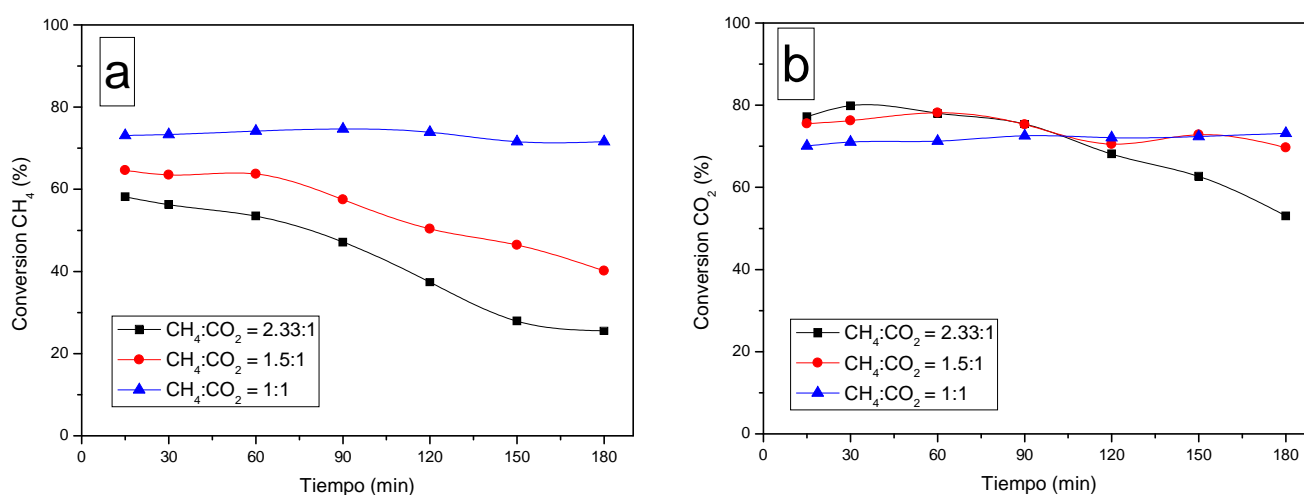 a
Conversion CH₄ (%)
100
80
60
40
20
0
CH₄:CO₂ = 2.33:1
CH₄:CO₂ = 1.5:1
CH₄:CO₂ = 1:1
0 30 60 90 120 150 180
Tiempo (min)
b
Conversion CO₂ (%)
100
80
60
40
20
0
CH₄:CO₂ = 2.33:1
CH₄:CO₂ = 1.5:1
CH₄:CO₂ = 1:1
0 30 60 90 120 150 180
Tiempo (min)